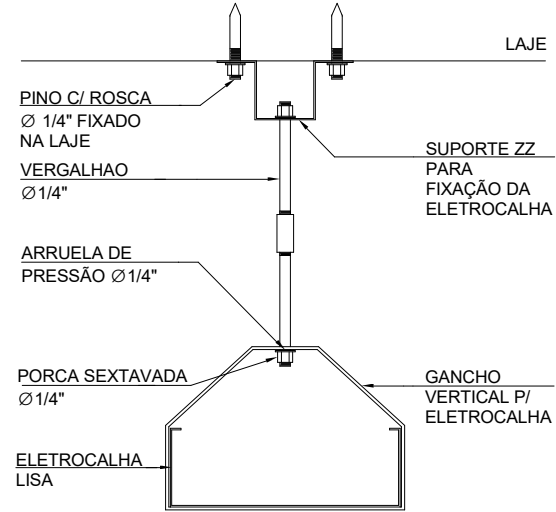 LAJE
PINO C/ ROSCA
Ø 1/4" FIXADO
NA LAJE
VERGALHAO
Ø1/4"
SUPORTE ZZ
PARA
FIXAÇÃO DA
ELETROCALHA
ARRUELA DE
PRESSÃO Ø1/4"
PORCA SEXTAVADA
Ø1/4"
GANCHO
VERTICAL P/
ELETROCALHA
ELETROCALHA
LISA